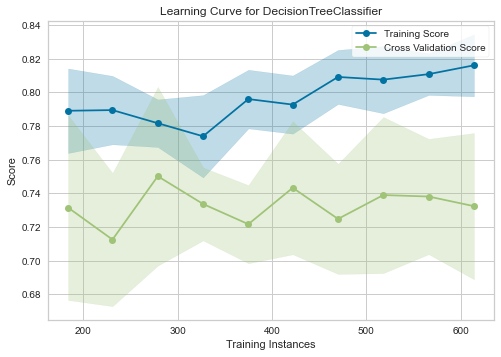 Learning Curve for DecisionTreeClassifier
Training Score
Cross Validation Score
Score
0.84
0.82
0.80
0.78
0.76
0.74
0.72
0.70
0.68
200 300 400 500 600
Training Instances